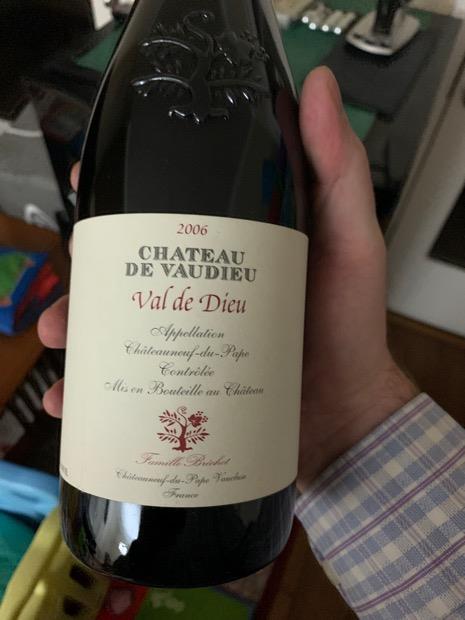 2006
CHATEAU
DE VAUDIEU
Val de Dieu
Appellation
Châteauneuf-du-Pape
Contrôlée
Mis en Bouteille au Château
Famille Bréchet
Châteauneuf-du-Pape Vaucluse
France